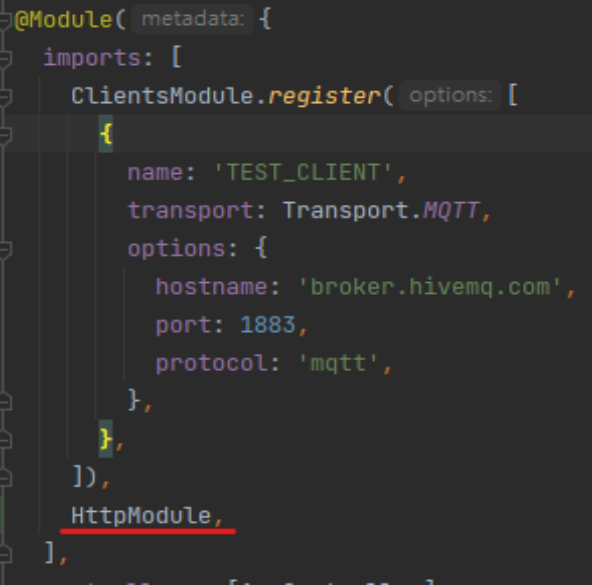 @Module( metadata: {
imports: [
ClientsModule.register( options: [
{
name: 'TEST_CLIENT',
transport: Transport.MQTT,
options: {
hostname: 'broker.hivemq.com',
port: 1883,
protocol: 'mqtt',
},
},
]),
HttpModule,
],